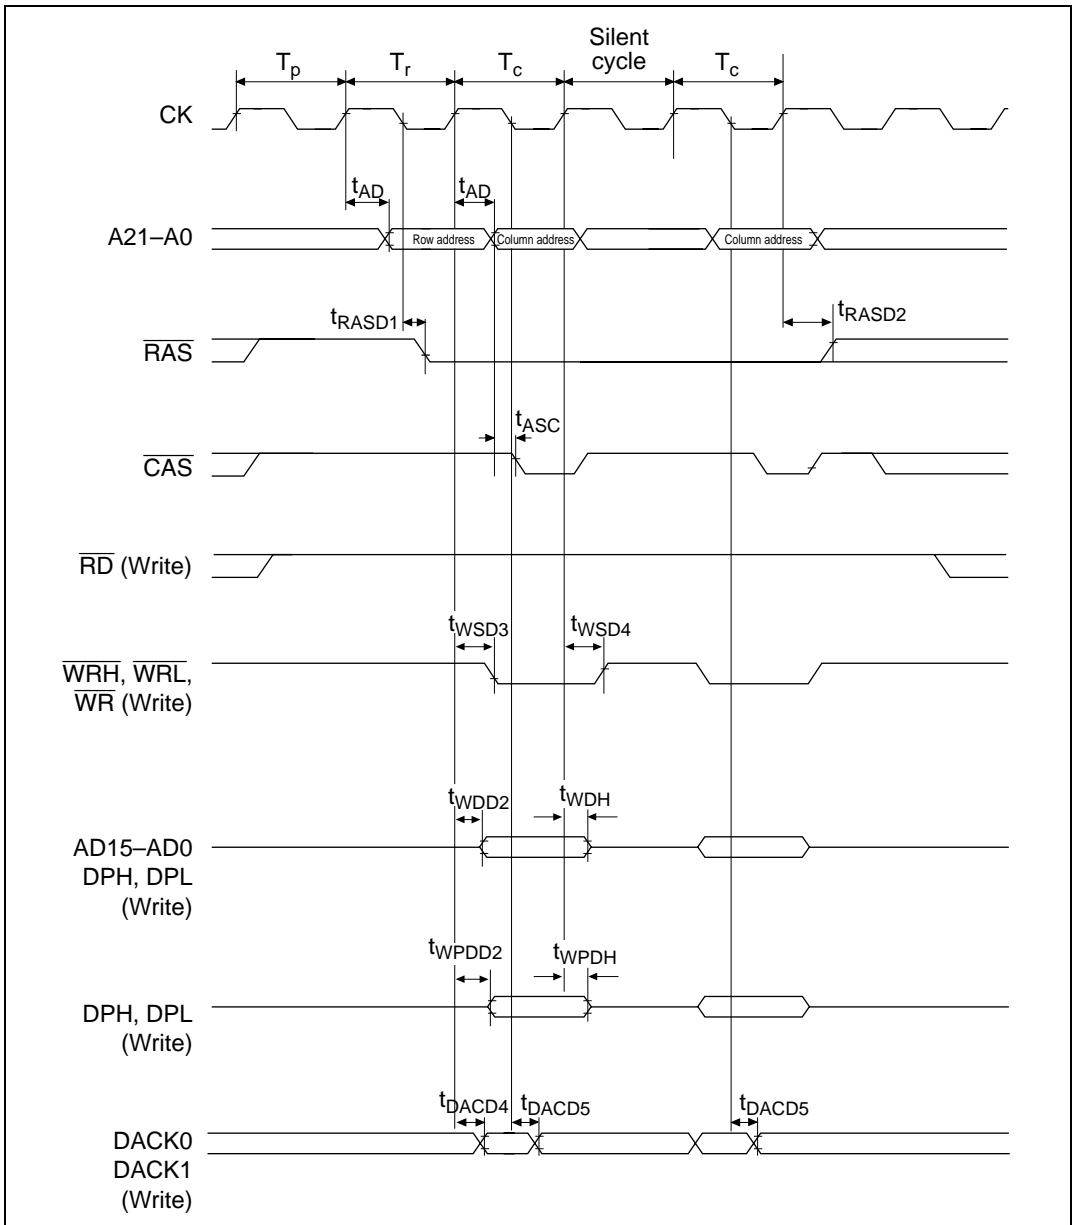 Silent
Tp Tr Tc cycle Tc
CK
tAD tAD
A21–A0 Row address Column address Column address
tRASD1 tRASD2
RAS
tASC
CAS
RD (Write)
tWSD3 tWSD4
WRH, WRL,
WR (Write)
tWDD2 tWDH
AD15–AD0
DPH, DPL
(Write)
tWPDD2 tWPDH
DPH, DPL
(Write)
tDACD4 tDACD5 tDACD5
DACK0
DACK1
(Write)